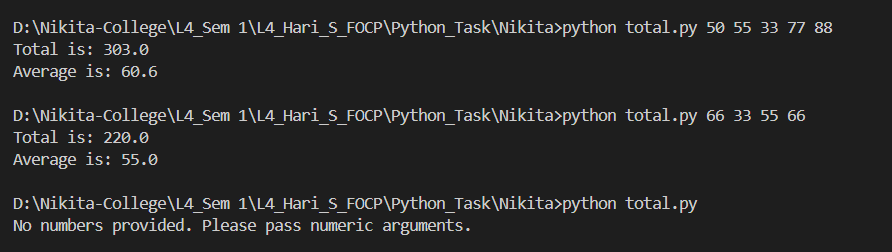 D:\Nikita-College\L4_Sem 1\L4_Hari_S_FOCP\Python_Task\Nikita>python total.py 50 55 33 77 88
Total is: 303.0
Average is: 60.6
D:\Nikita-College\L4_Sem 1\L4_Hari_S_FOCP\Python_Task\Nikita>python total.py 66 33 55 66
Total is: 220.0
Average is: 55.0
D:\Nikita-College\L4_Sem 1\L4_Hari_S_FOCP\Python_Task\Nikita>python total.py
No numbers provided. Please pass numeric arguments.